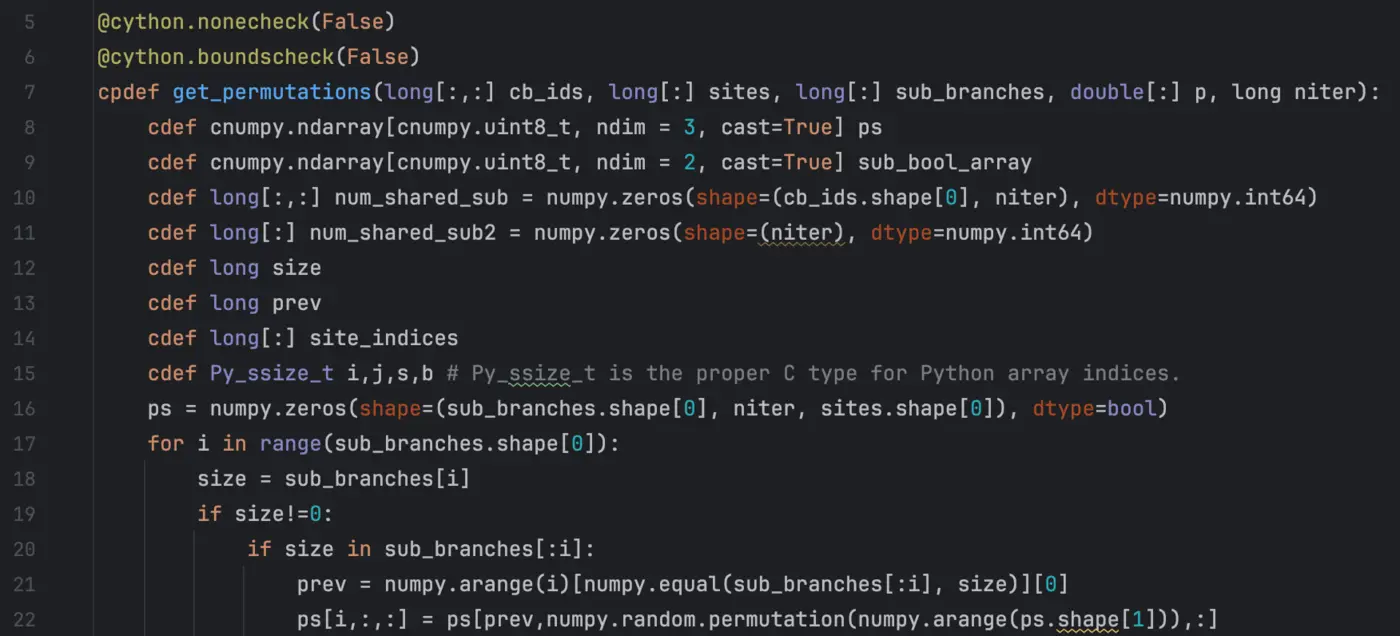 5 @cython.nonecheck(False)
6 @cython.boundscheck(False)
7 cpdef get_permutations(long[:,:] cb_ids, long[:] sites, long[:] sub_branches, double[:] p, long niter):
8 cdef cnumpy.ndarray[cnumpy.uint8_t, ndim = 3, cast=True] ps
9 cdef cnumpy.ndarray[cnumpy.uint8_t, ndim = 2, cast=True] sub_bool_array
10 cdef long[:,:] num_shared_sub = numpy.zeros(shape=(cb_ids.shape[0], niter), dtype=numpy.int64)
11 cdef long[:] num_shared_sub2 = numpy.zeros(shape=(niter), dtype=numpy.int64)
12 cdef long size
13 cdef long prev
14 cdef long[:] site_indices
15 cdef Py_ssize_t i,j,s,b # Py_ssize_t is the proper C type for Python array indices.
16 ps = numpy.zeros(shape=(sub_branches.shape[0], niter, sites.shape[0]), dtype=bool)
17 for i in range(sub_branches.shape[0]):
18 size = sub_branches[i]
19 if size!=0:
20 if size in sub_branches[:i]:
21 prev = numpy.arange(i)[numpy.equal(sub_branches[:i], size)][0]
22 ps[i,:,:] = ps[prev,numpy.random.permutation(numpy.arange(ps.shape[1])),:]